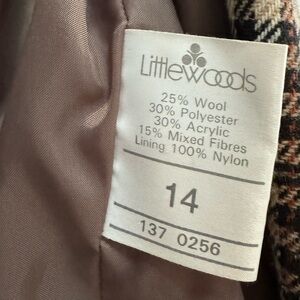 Littlewoods
25% Wool
30% Polyester
30% Acrylic
15% Mixed Fibres
Lining 100% Nylon
14
137 0256